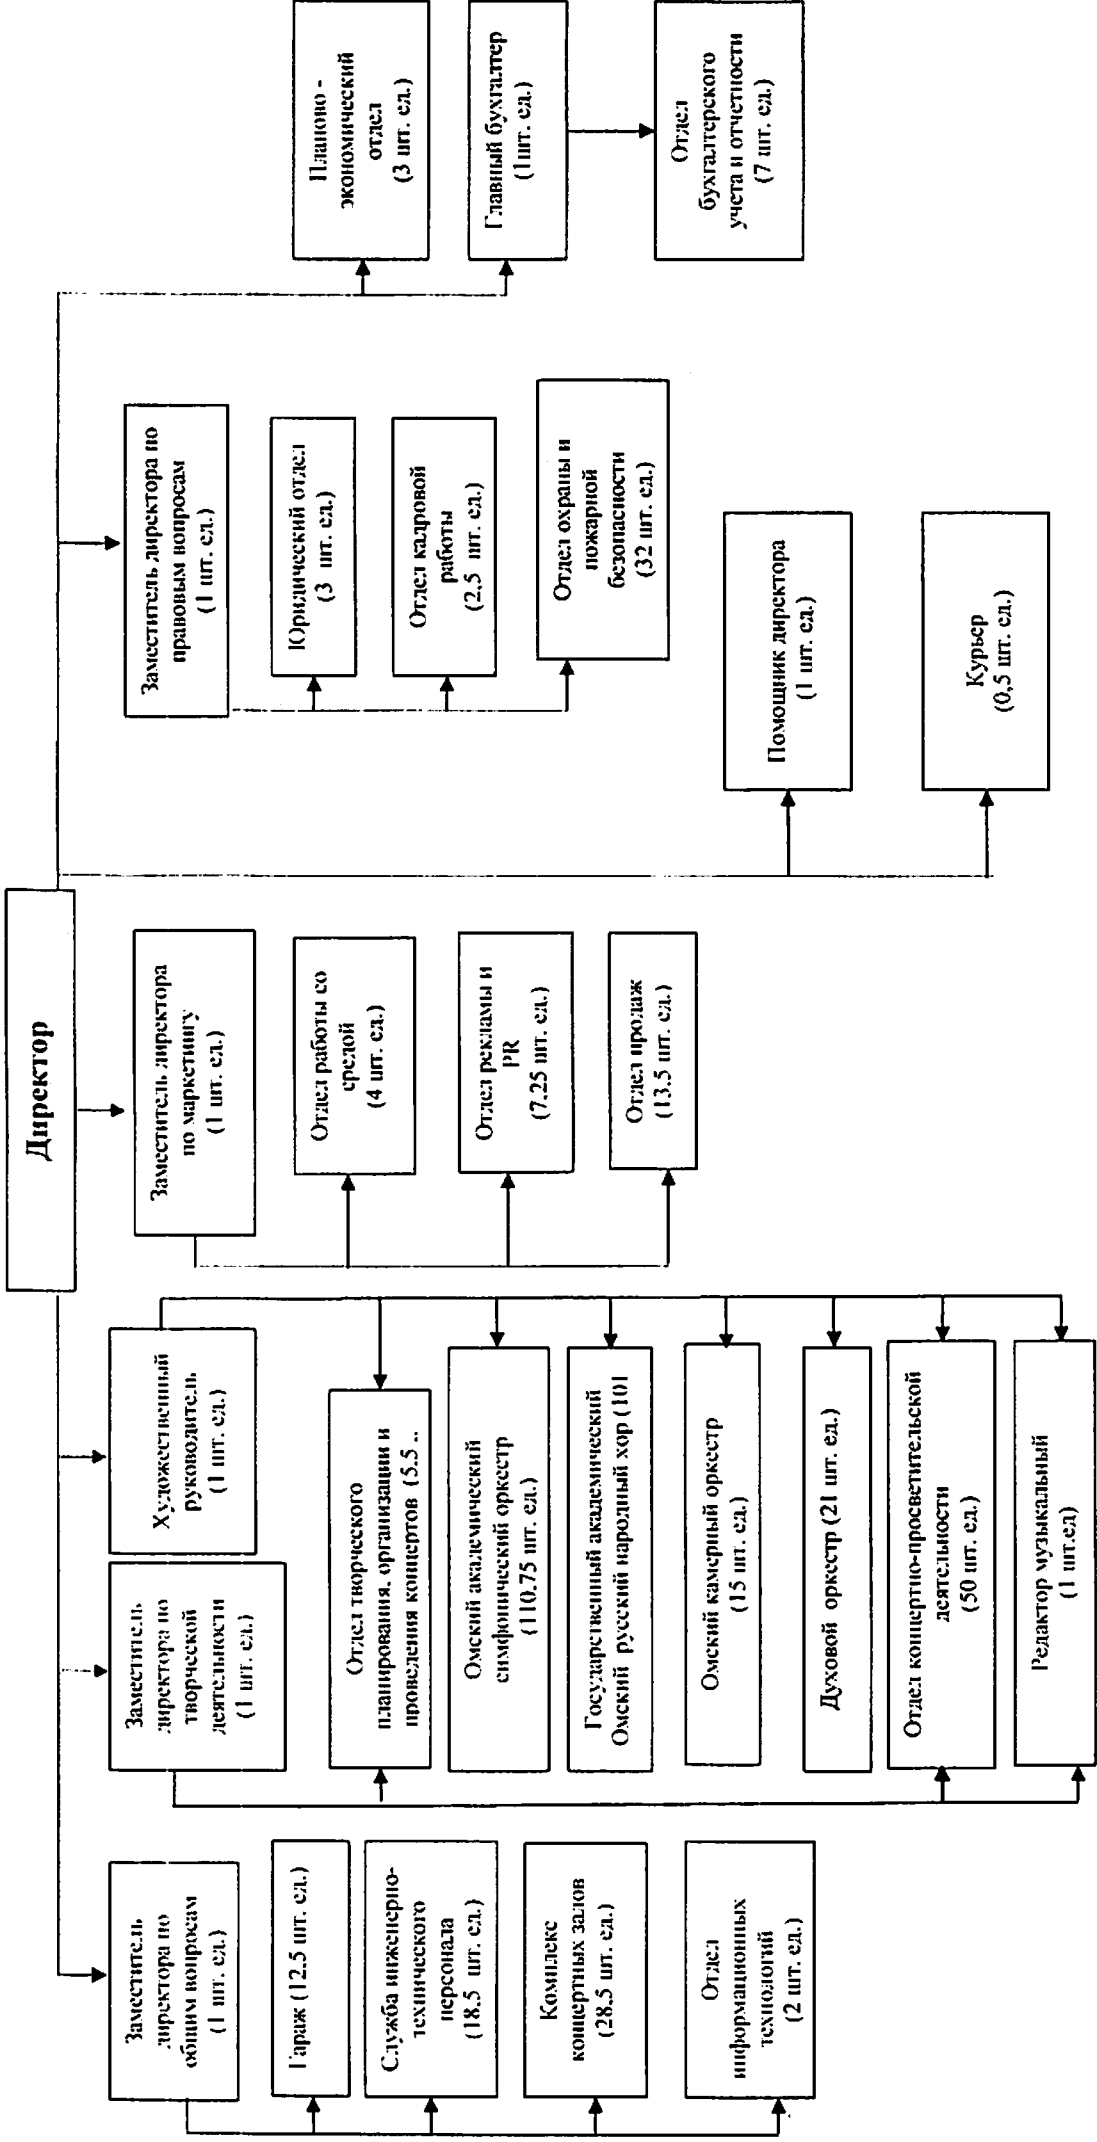 Директор
Заместитель
директора по
общим вопросам
(1 шт. ед.)
Гараж (12.5 шт. ед.)
Служба инженерно-
технического
персонала
(18.5 шт. ед.)
Комплекс
концертных залов
(28.5 шт. ед.)
Отдел
информационных
технологий
(2 шт. ед.)
Заместитель
директора по
творческой
деятельности
(1 шт. ед.)
Художественный
руководитель
(1 шт. ед.)
Отдел творческого
планирования, организации и
проведения концертов (5.5 ..
Омский академический
симфонический оркестр
(110.75 шт. ед.)
Государственный академический
Омский русский народный хор (101
Омский камерный оркестр
(15 шт. ед.)
Духовой оркестр (21 шт. ед.)
Отдел концертно-просветительской
деятельности
(50 шт. ед.)
Редактор музыкальный
(1 шт.ед)
Заместитель директора
по маркетингу
(1 шт. ед.)
Отдел работы со
средой
(4 шт. ед.)
Отдел рекламы и
PR
(7.25 шт. ед.)
Отдел продаж
(13.5 шт. ед.)
Помощник директора
(1 шт. ед.)
Курьер
(0,5 шт. ед.)
Заместитель директора по
правовым вопросам
(1 шт. ед.)
Юридический отдел
(3 шт. ед.)
Отдел кадровой
работы
(2.5 шт. ед.)
Отдел охраны и
пожарной
безопасности
(32 шт. ед.)
Планово -
экономический
отдел
(3 шт. ед.)
Главный бухгалтер
(1шт. ед.)
Отдел
бухгалтерского
учета и отчетности
(7 шт. ед.)